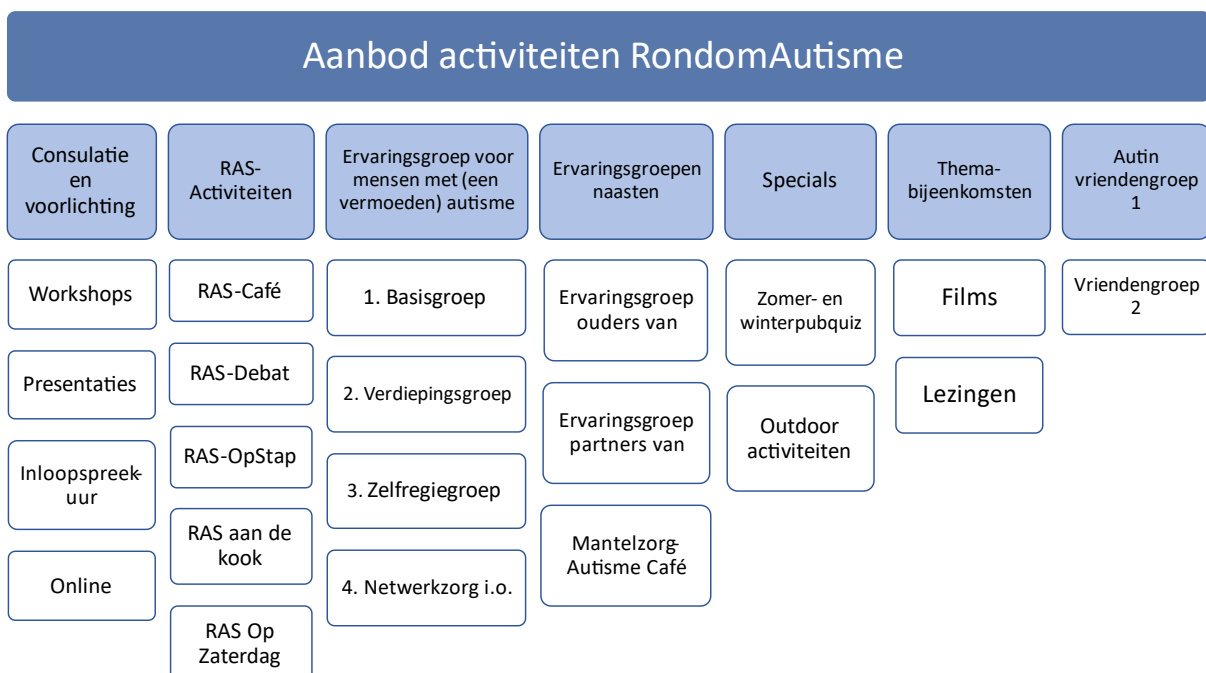 Aanbod activiteiten RondomAutisme
Consulatie
en
voorlichting
Workshops
Presentaties
Inloopspreek-
uur
Online
RAS-
Activiteiten
RAS-Café
RAS-Debat
RAS-OpStap
RAS aan de
kook
RAS Op
Zaterdag
Ervaringsgroep voor
mensen met (een
vermoeden) autisme
1. Basisgroep
2. Verdiepingsgroep
3. Zelfregiegroep
4. Netwerkzorg i.o.
Ervaringsgroepen
naasten
Ervaringsgroep
ouders van
Ervaringsgroep
partners van
Mantelzorg-
Autisme Café
Specials
Zomer- en
winterpubquiz
Outdoor
activiteiten
Thema-
bijeenkomsten
Films
Lezingen
Autin
vriendengroep
1
Vriendengroep
2